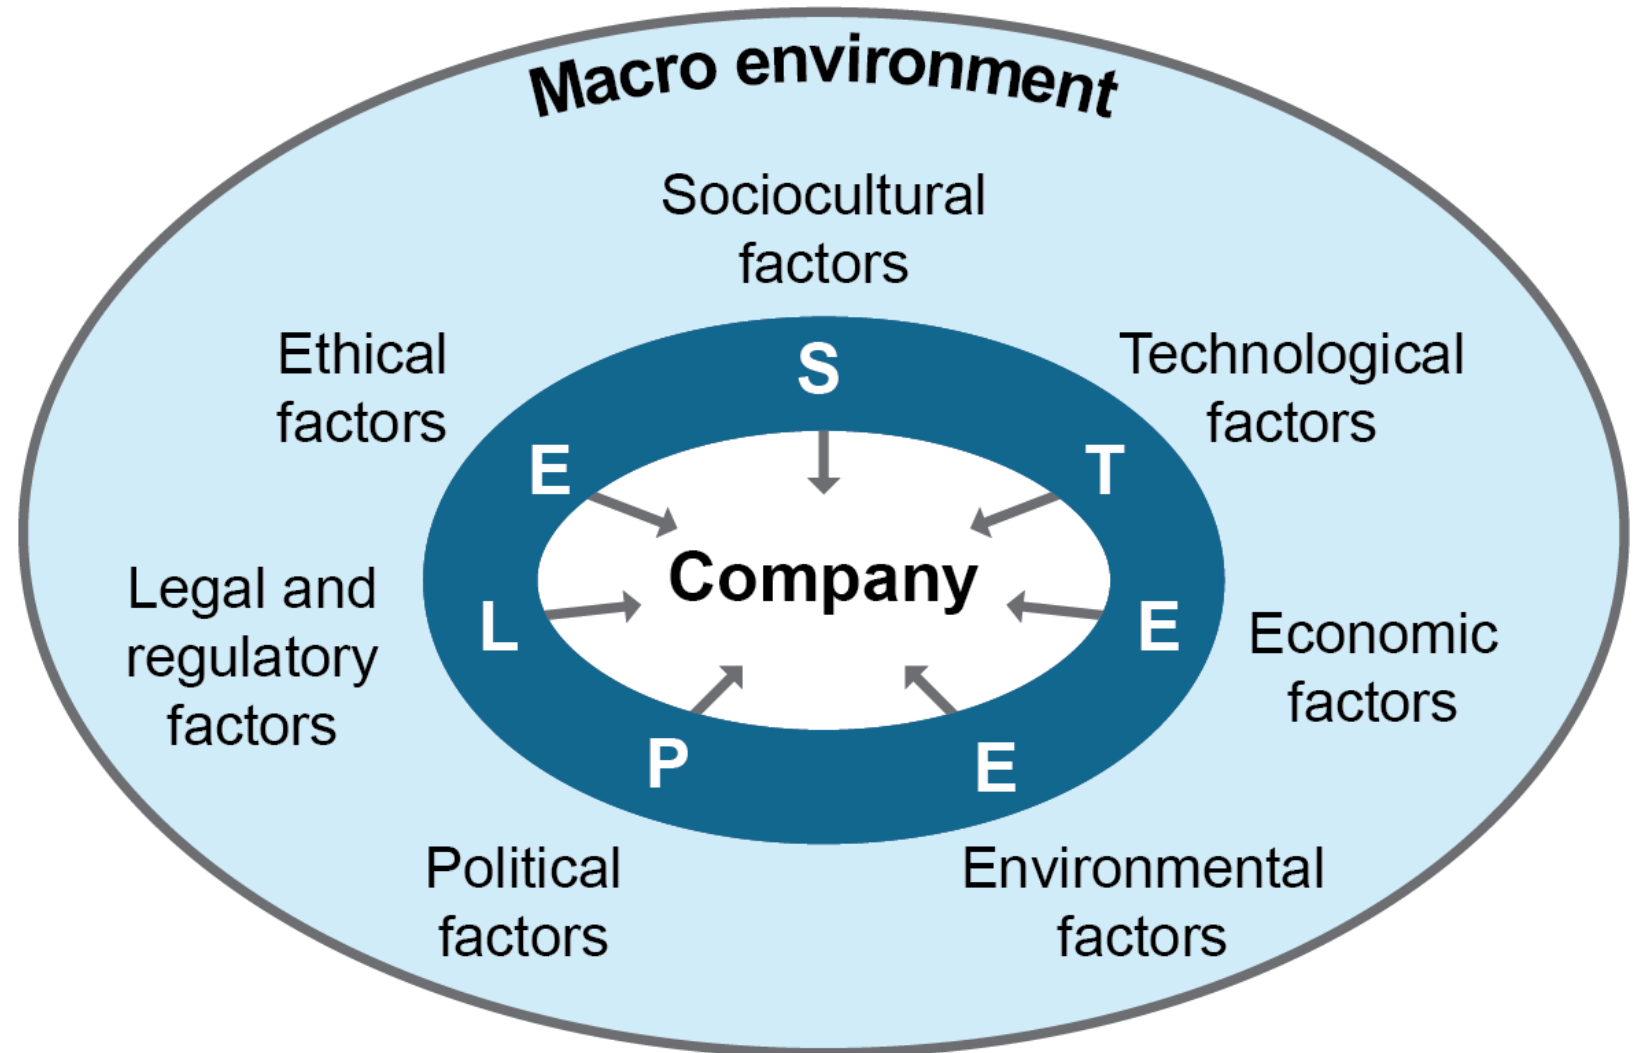 Macro environment
Sociocultural
factors
Ethical
factors
Technological
factors
S
E
T
Company
Legal and
regulatory
factors
L
E
Economic
factors
P
E
Political
factors
Environmental
factors